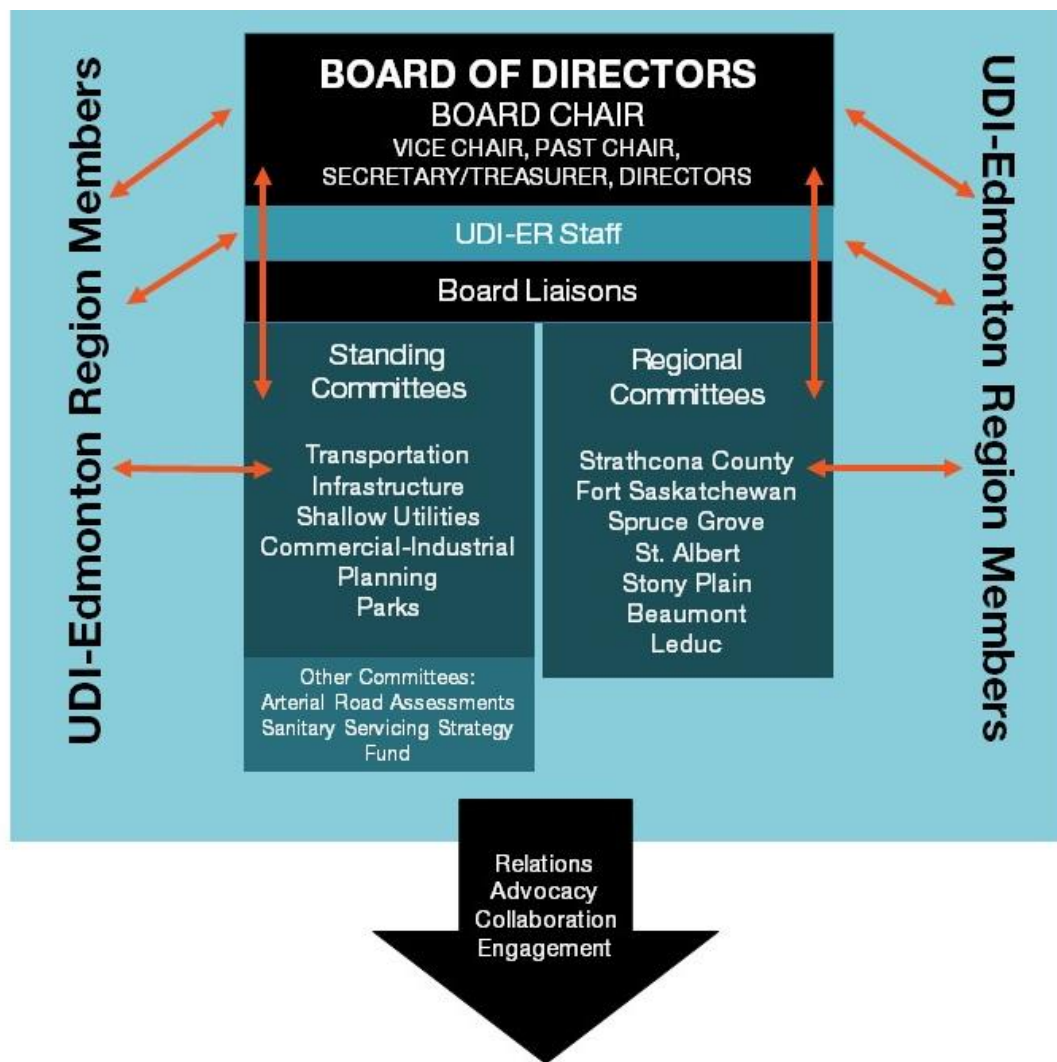 UDI-Edmonton Region Members
BOARD OF DIRECTORS
BOARD CHAIR
VICE CHAIR, PAST CHAIR,
SECRETARY/TREASURER, DIRECTORS
UDI-ER Staff
Board Liaisons
Standing
Committees
Transportation
Infrastructure
Shallow Utilities
Commercial-Industrial
Planning
Parks
Other Committees:
Arterial Road Assessments
Sanitary Servicing Strategy
Fund
Regional
Committees
Strathcona County
Fort Saskatchewan
Spruce Grove
St. Albert
Stony Plain
Beaumont
Leduc
UDI-Edmonton Region Members
Relations
Advocacy
Collaboration
Engagement